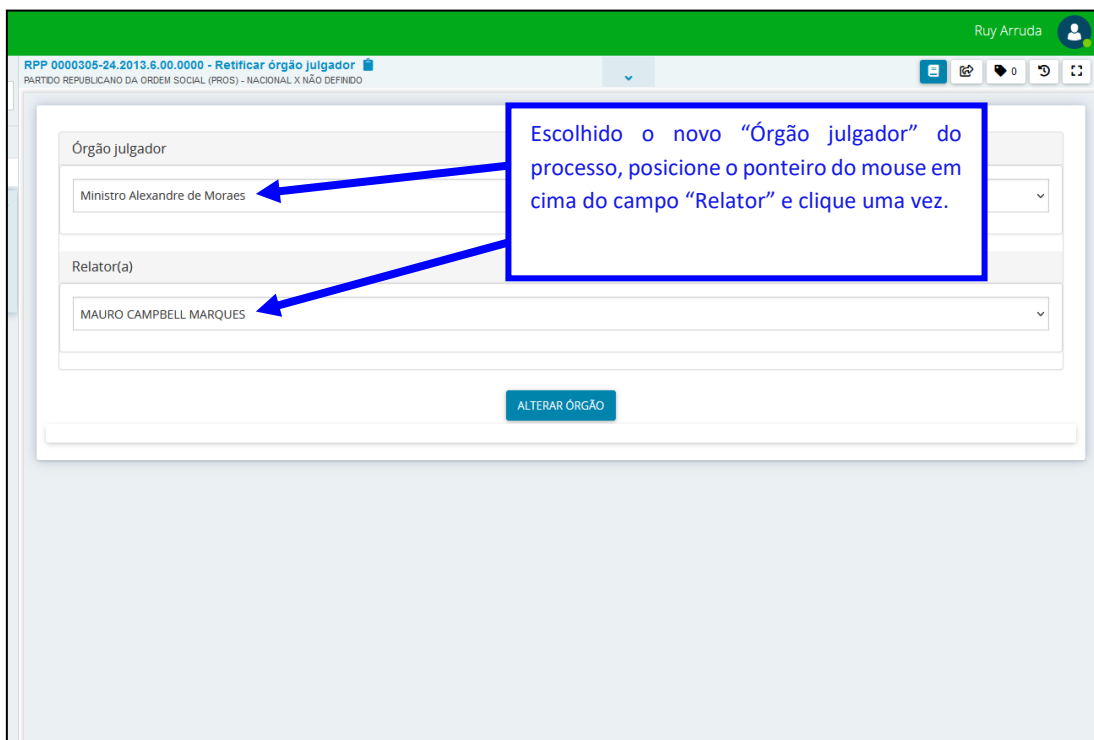 Ruy Arruda
RPP 0000305-24.2013.6.00.0000 - Retificar órgão julgador
PARTIDO REPUBLICANO DA ORDEM SOCIAL (PROS) - NACIONAL X NÃO DEFINIDO
0
Órgão julgador
Ministro Alexandre de Moraes
Escolhido o novo “Órgão julgador” do
processo, posicione o ponteiro do mouse em
cima do campo “Relator” e clique uma vez.
Relator(a)
MAURO CAMPBELL MARQUES
ALTERAR ÓRGÃO